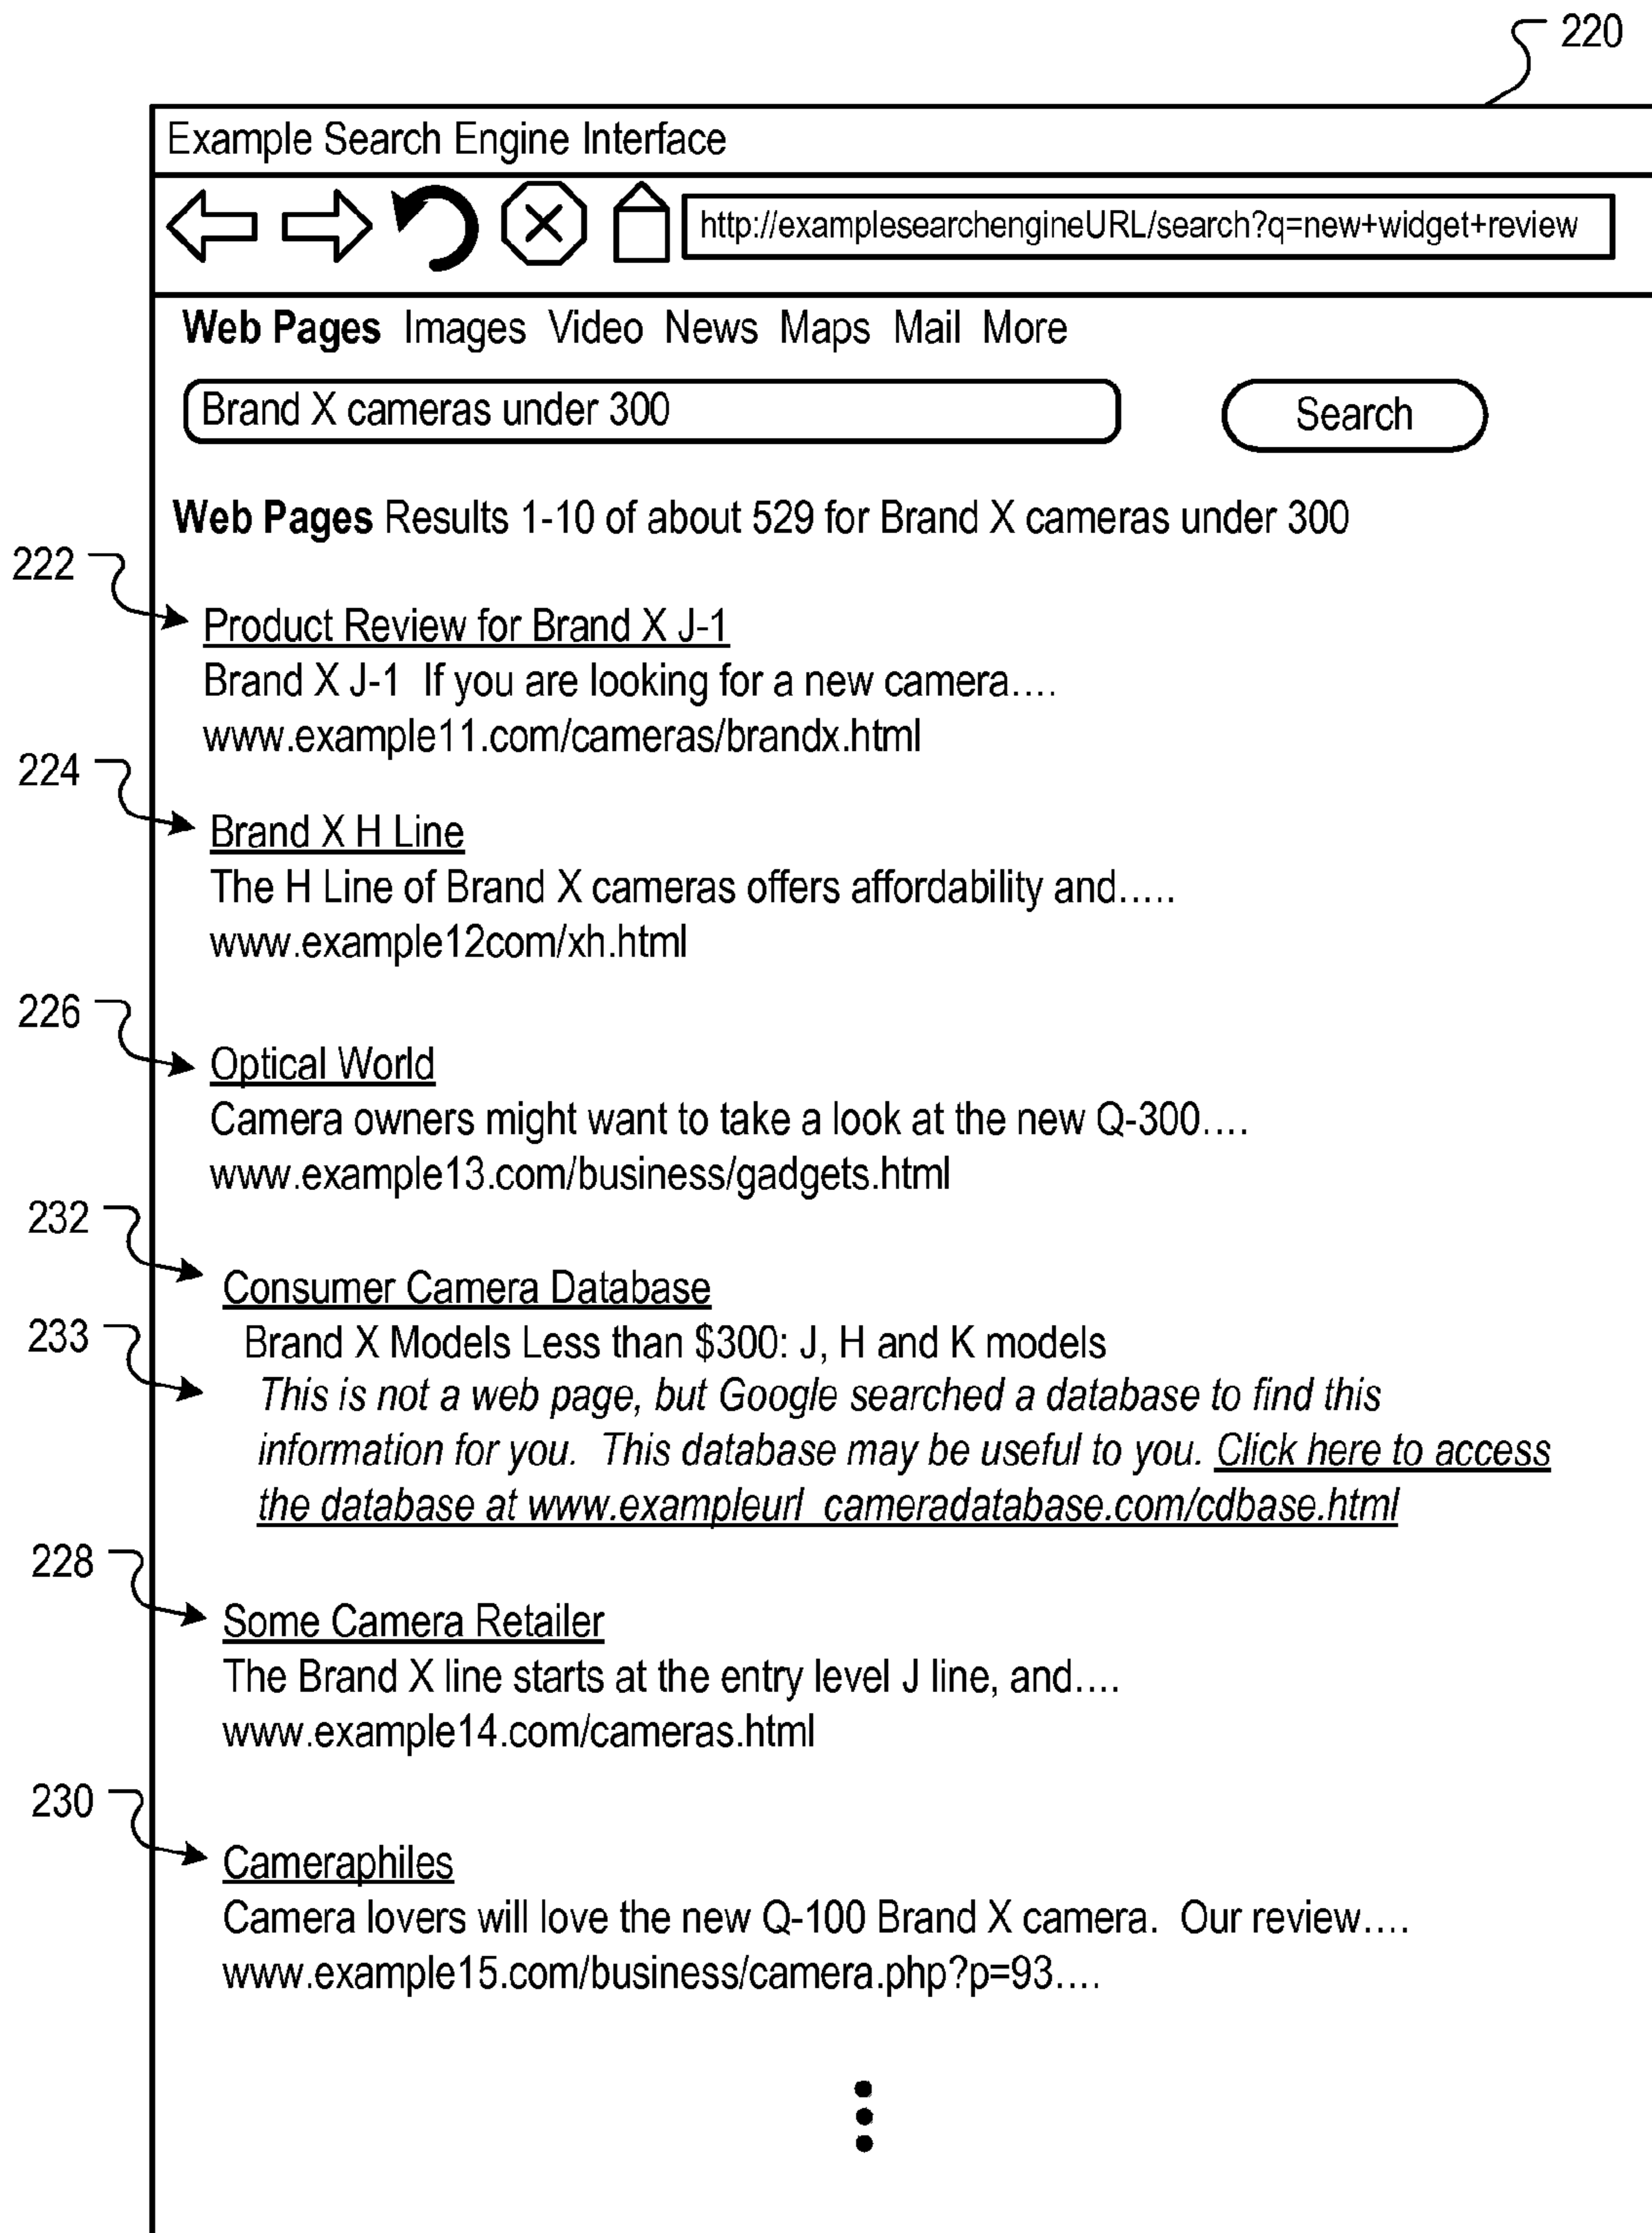 220
Example Search Engine Interface
http://examplesearchengineURL/search?q=new+widget+review
Web Pages Images Video News Maps Mail More
Brand X cameras under 300
Search
Web Pages Results 1-10 of about 529 for Brand X cameras under 300
222
Product Review for Brand X J-1
Brand X J-1 If you are looking for a new camera....
www.example11.com/cameras/brandx.html
224
Brand X H Line
The H Line of Brand X cameras offers affordability and.....
www.example12com/xh.html
226
Optical World
Camera owners might want to take a look at the new Q-300....
www.example13.com/business/gadgets.html
232
Consumer Camera Database
233
Brand X Models Less than $300: J, H and K models
This is not a web page, but Google searched a database to find this
information for you. This database may be useful to you. Click here to access
the database at www.exampleurl_cameradatabase.com/cdbase.html
228
Some Camera Retailer
The Brand X line starts at the entry level J line, and....
www.example14.com/cameras.html
230
Cameraphiles
Camera lovers will love the new Q-100 Brand X camera. Our review....
www.example15.com/business/camera.php?p=93....